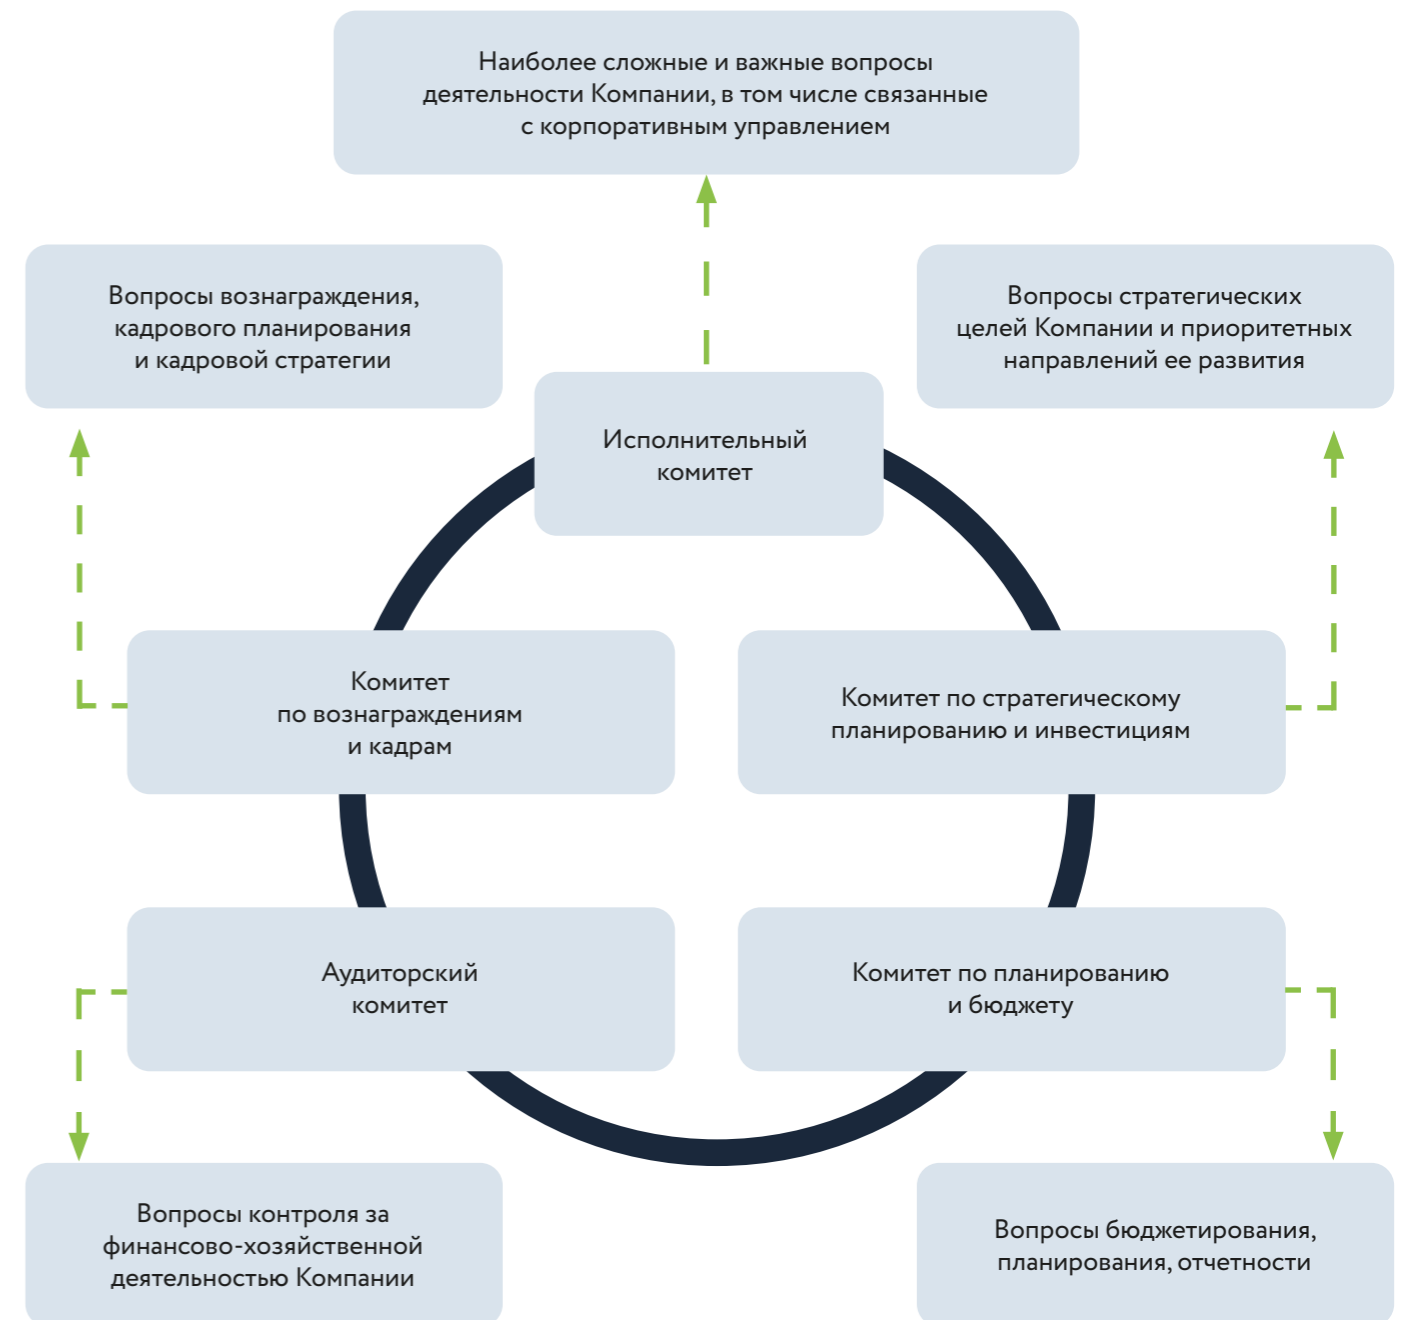 Наиболее сложные и важные вопросы
деятельности Компании, в том числе связанные
с корпоративным управлением
Вопросы вознаграждения,
кадрового планирования
и кадровой стратегии
Вопросы стратегических
целей Компании и приоритетных
направлений ее развития
Исполнительный
комитет
Комитет
по вознаграждениям
и кадрам
Комитет по стратегическому
планированию и инвестициям
Аудиторский
комитет
Комитет по планированию
и бюджету
Вопросы контроля за
финансово-хозяйственной
деятельностью Компании
Вопросы бюджетирования,
планирования, отчетности